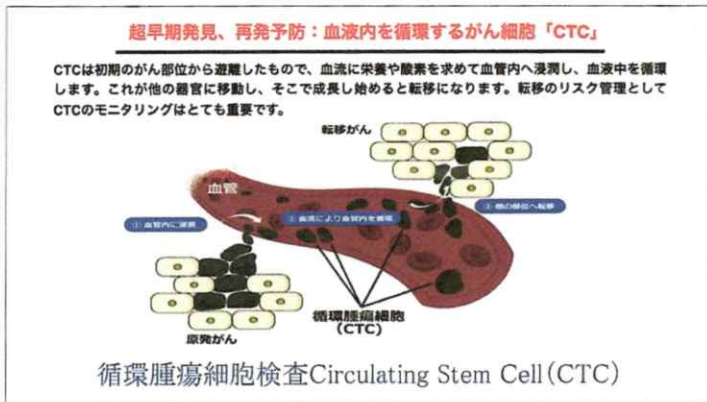 超早期発見、再発予防：血液内を循環するがん細胞「CTC」
CTCは初期のがん部位から遊離したもので、血流に栄養や酸素を求めて血管内へ浸潤し、血液中を循環
します。これが他の器官に移動し、そこで成長し始めると転移になります。転移のリスク管理として
CTCのモニタリングはとても重要です。
転移がん
血管
① 血管内に浸潤
② 血流により血管内を循環
③ 他の部位へ転移
循環腫瘍細胞
(CTC)
原発がん
循環腫瘍細胞検査Circulating Stem Cell(CTC)